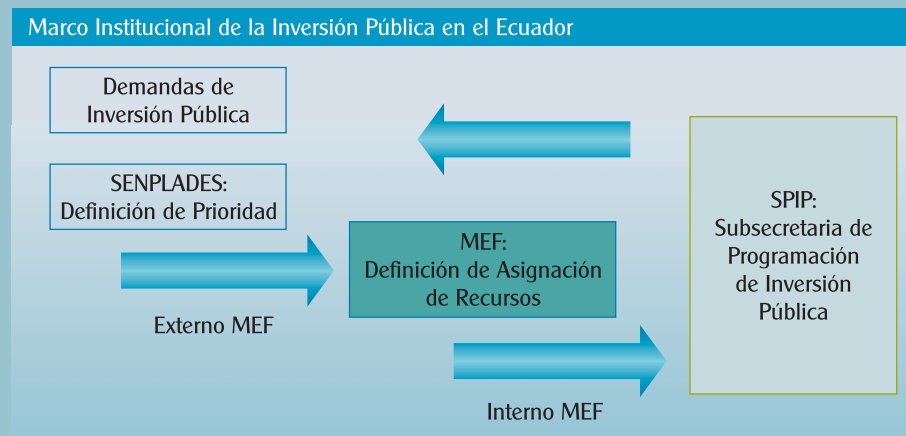 Marco Institucional de la Inversión Pública en el Ecuador
Demandas de
Inversión Pública
SENPLADES:
Definición de Prioridad
MEF:
Definición de Asignación
de Recursos
SPIP:
Subsecretaria de
Programación
de Inversión
Pública
Externo MEF
Interno MEF